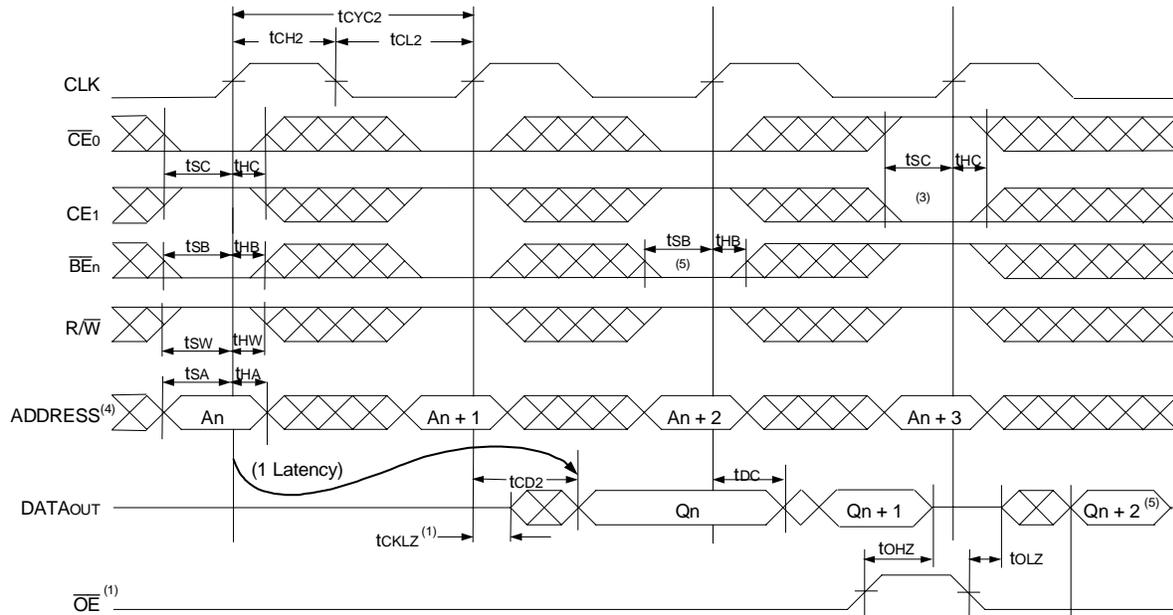 tCYC2
tCH2 tCL2
CLK
CE0
tSC tHC tSC tHC
CE1 (3)
tSB tHB tSB tHB
BEn (5)
R/W
tSW tHW
tSA tHA
ADDRESS(4) An An + 1 An + 2 An + 3
(1 Latency) tCD2 tDC
DATAOUT Qn Qn + 1 Qn + 2 (5)
tCKLZ (1) tOHZ tOLZ
OE (1)